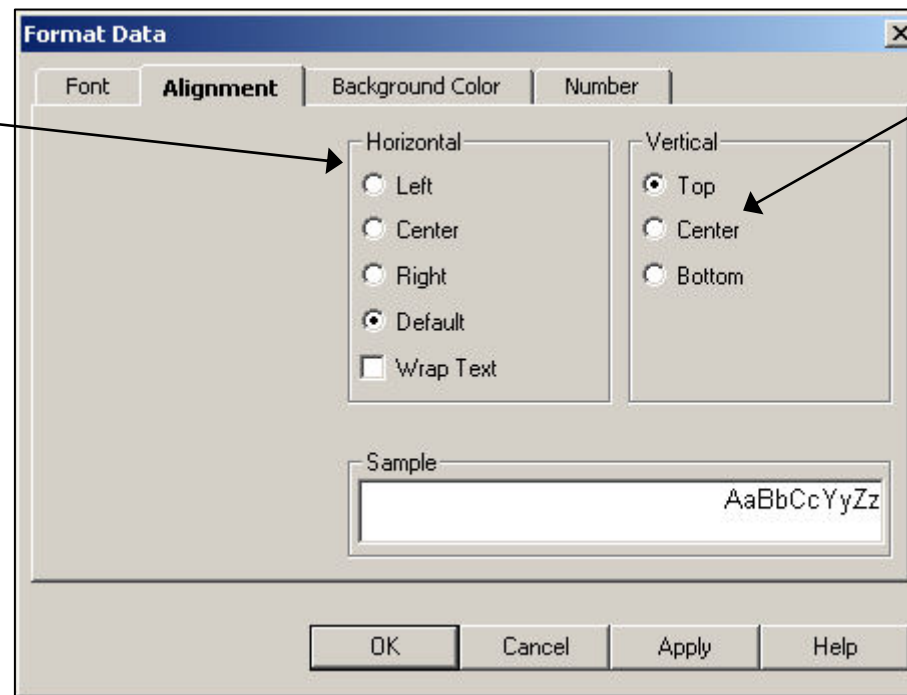 Format Data
Font Alignment Background Color Number
Horizontal
Left
Center
Right
Default
Wrap Text
Vertical
Top
Center
Bottom
Sample
AaBbCcYyZz
OK Cancel Apply Help